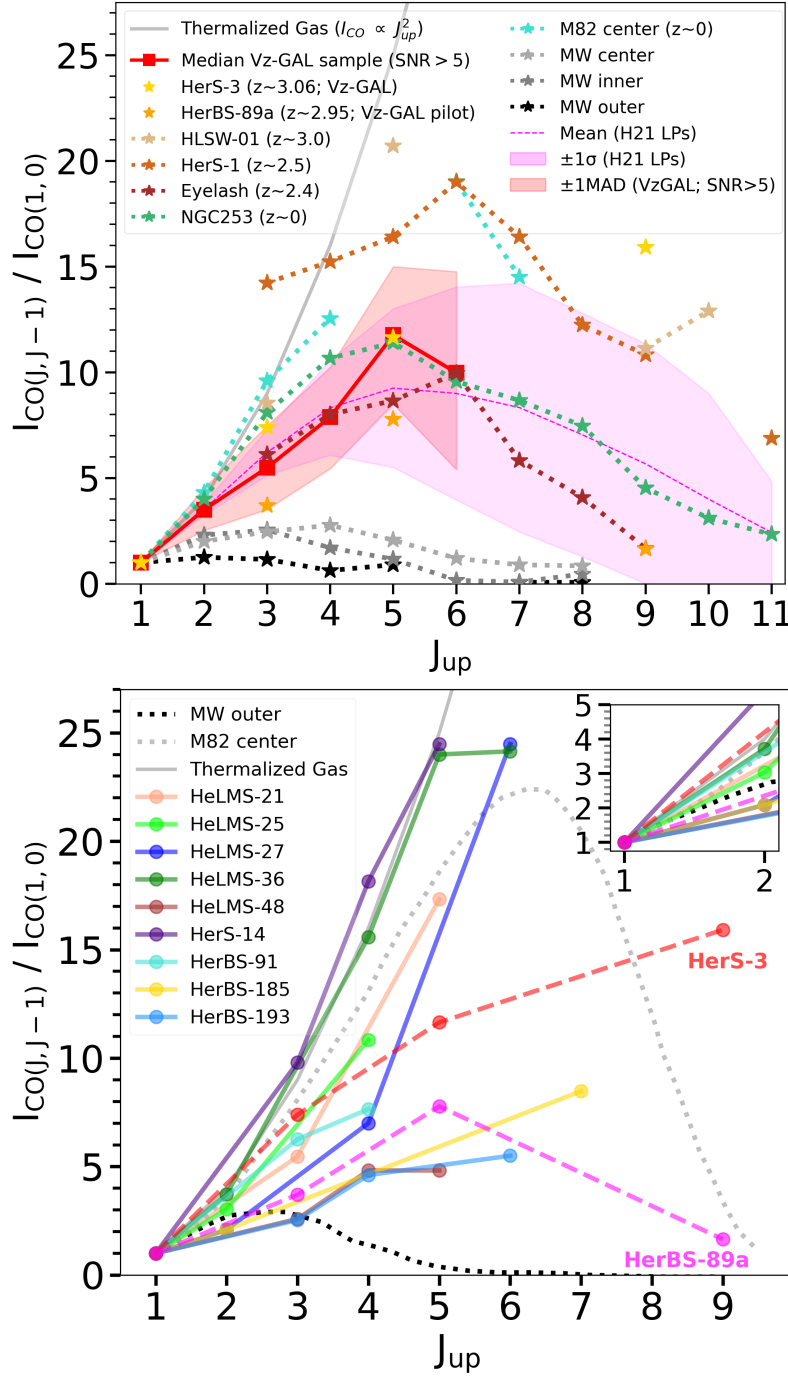 Thermalized Gas (I_CO ∝ J²_up)
Median Vz-GAL sample (SNR > 5)
HerS-3 (z~3.06; Vz-GAL)
HerBS-89a (z~2.95; Vz-GAL pilot)
HLSW-01 (z~3.0)
HerS-1 (z~2.5)
Eyelash (z~2.4)
NGC253 (z~0)
M82 center (z~0)
MW center
MW inner
MW outer
Mean (H21 LPs)
±1σ (H21 LPs)
±1MAD (VzGAL; SNR>5)
25
20
15
10
5
0
I_CO(J, J − 1) / I_CO(1, 0)
1 2 3 4 5 6 7 8 9 10 11
J_up
MW outer
M82 center
Thermalized Gas
HeLMS-21
HeLMS-25
HeLMS-27
HeLMS-36
HeLMS-48
HerS-14
HerBS-91
HerBS-185
HerBS-193
5
4
3
2
1
1 2
HerS-3
HerBS-89a
25
20
15
10
5
0
I_CO(J, J − 1) / I_CO(1, 0)
1 2 3 4 5 6 7 8 9
J_up